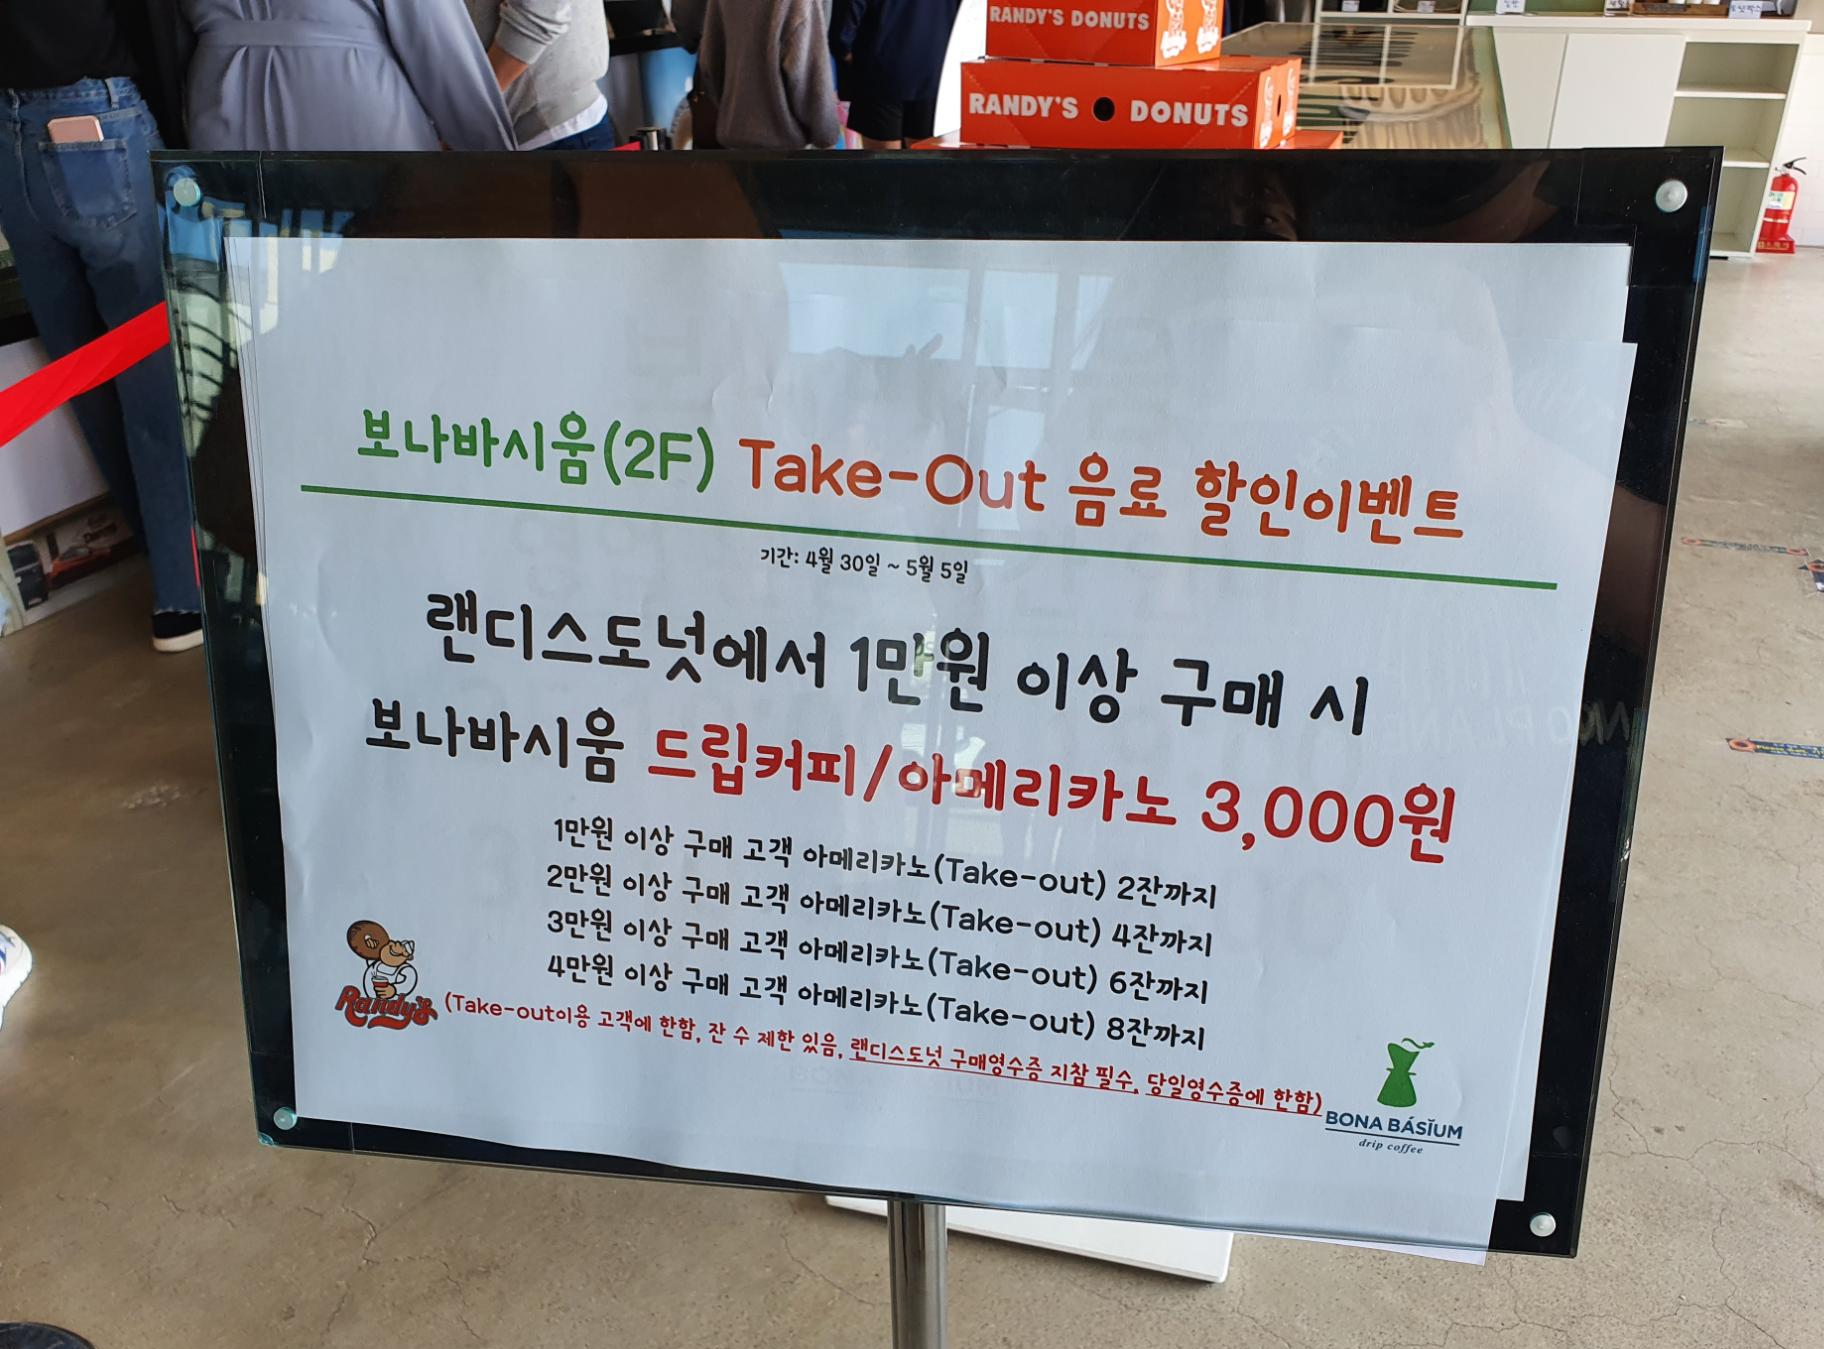 RANDY'S DONUTS
RANDY'S DONUTS
보나바시움(2F) Take-Out 음료 할인이벤트
기간: 4월 30일 ~ 5월 5일
랜디스도넛에서 1만원 이상 구매 시
보나바시움 드립커피/아메리카노 3,000원
1만원 이상 구매 고객 아메리카노(Take-out) 2잔까지
2만원 이상 구매 고객 아메리카노(Take-out) 4잔까지
3만원 이상 구매 고객 아메리카노(Take-out) 6잔까지
4만원 이상 구매 고객 아메리카노(Take-out) 8잔까지
Randy's
(Take-out이용 고객에 한함, 잔 수 제한 있음, 랜디스도넛 구매영수증 지참 필수, 당일영수증에 한함)
BONA BÁSĬUM
drip coffee